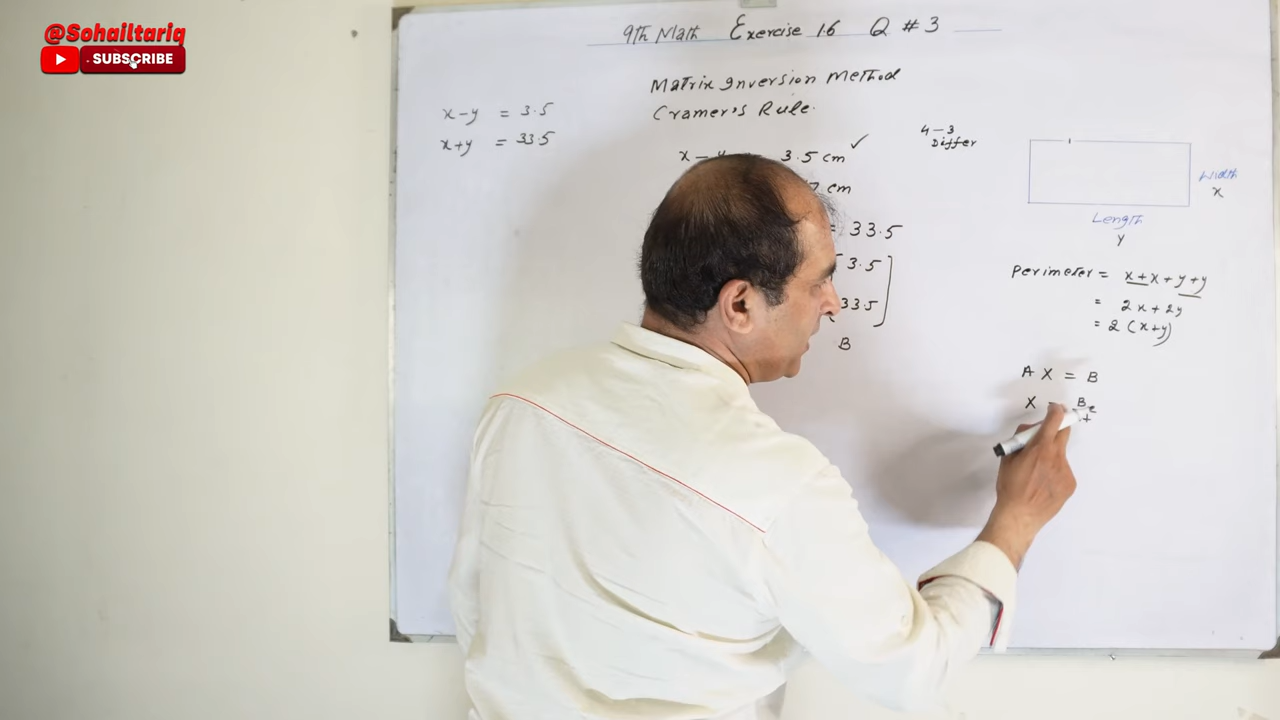 @Sohailtariq
SUBSCRIBE
9th Math Exercise 1.6 Q # 3
Matrix Inversion Method
Cramer's Rule.
x - y = 3.5
x + y = 33.5
x - y 3.5 cm ✓
cm
= 33.5
3.5
33.5
B
4 - 3
Differ
Width
x
Length
y
Perimeter = x + x + y + y
= 2x + 2y
= 2 (x+y)
A X = B
X = B